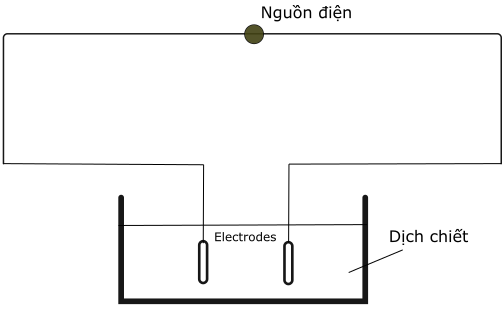 Nguồn điện
Electrodes
Dịch chiết